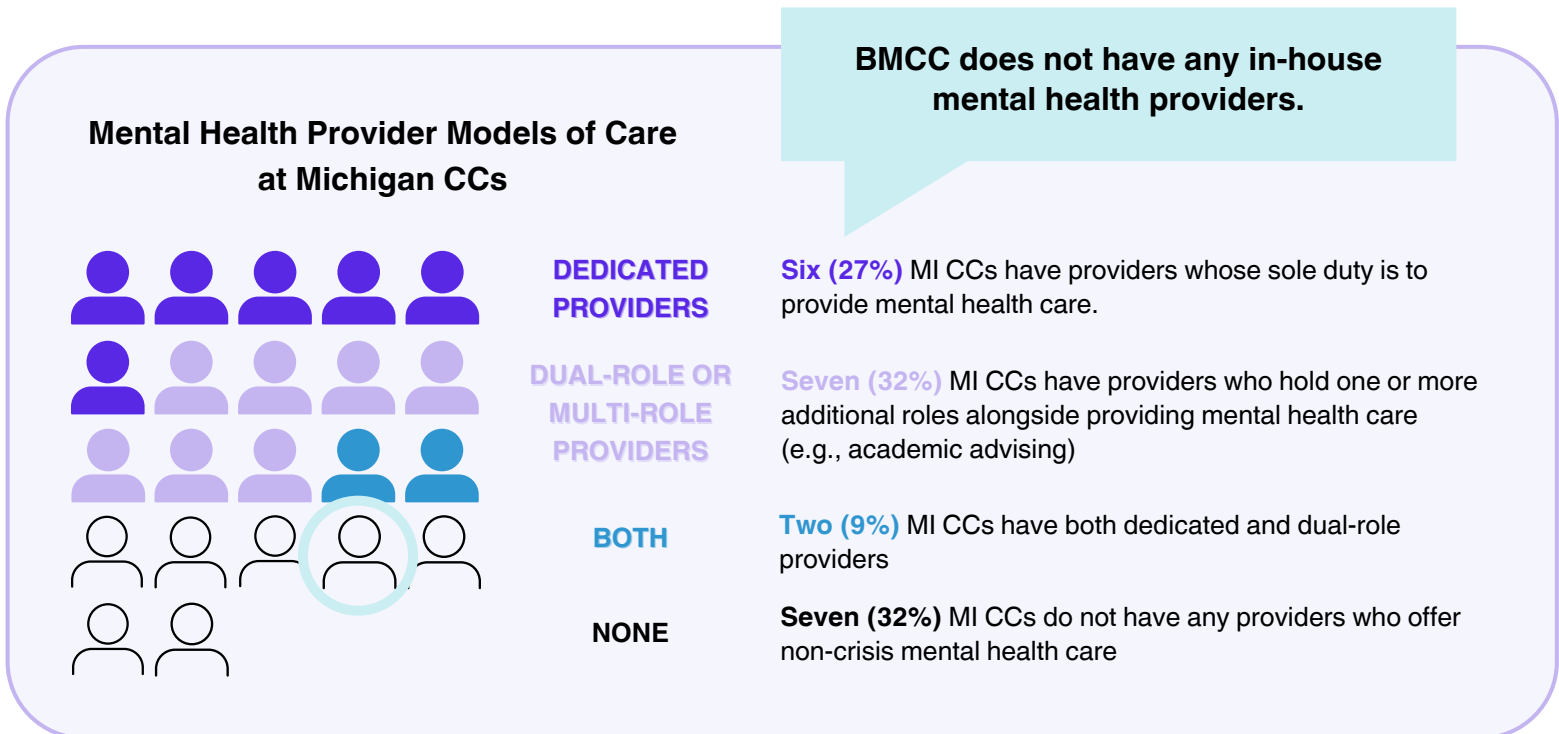 BMCC does not have any in-house
mental health providers.
Mental Health Provider Models of Care
at Michigan CCs
DEDICATED
PROVIDERS
Six (27%) MI CCs have providers whose sole duty is to
provide mental health care.
DUAL-ROLE OR
MULTI-ROLE
PROVIDERS
Seven (32%) MI CCs have providers who hold one or more
additional roles alongside providing mental health care
(e.g., academic advising)
BOTH
Two (9%) MI CCs have both dedicated and dual-role
providers
NONE
Seven (32%) MI CCs do not have any providers who offer
non-crisis mental health care